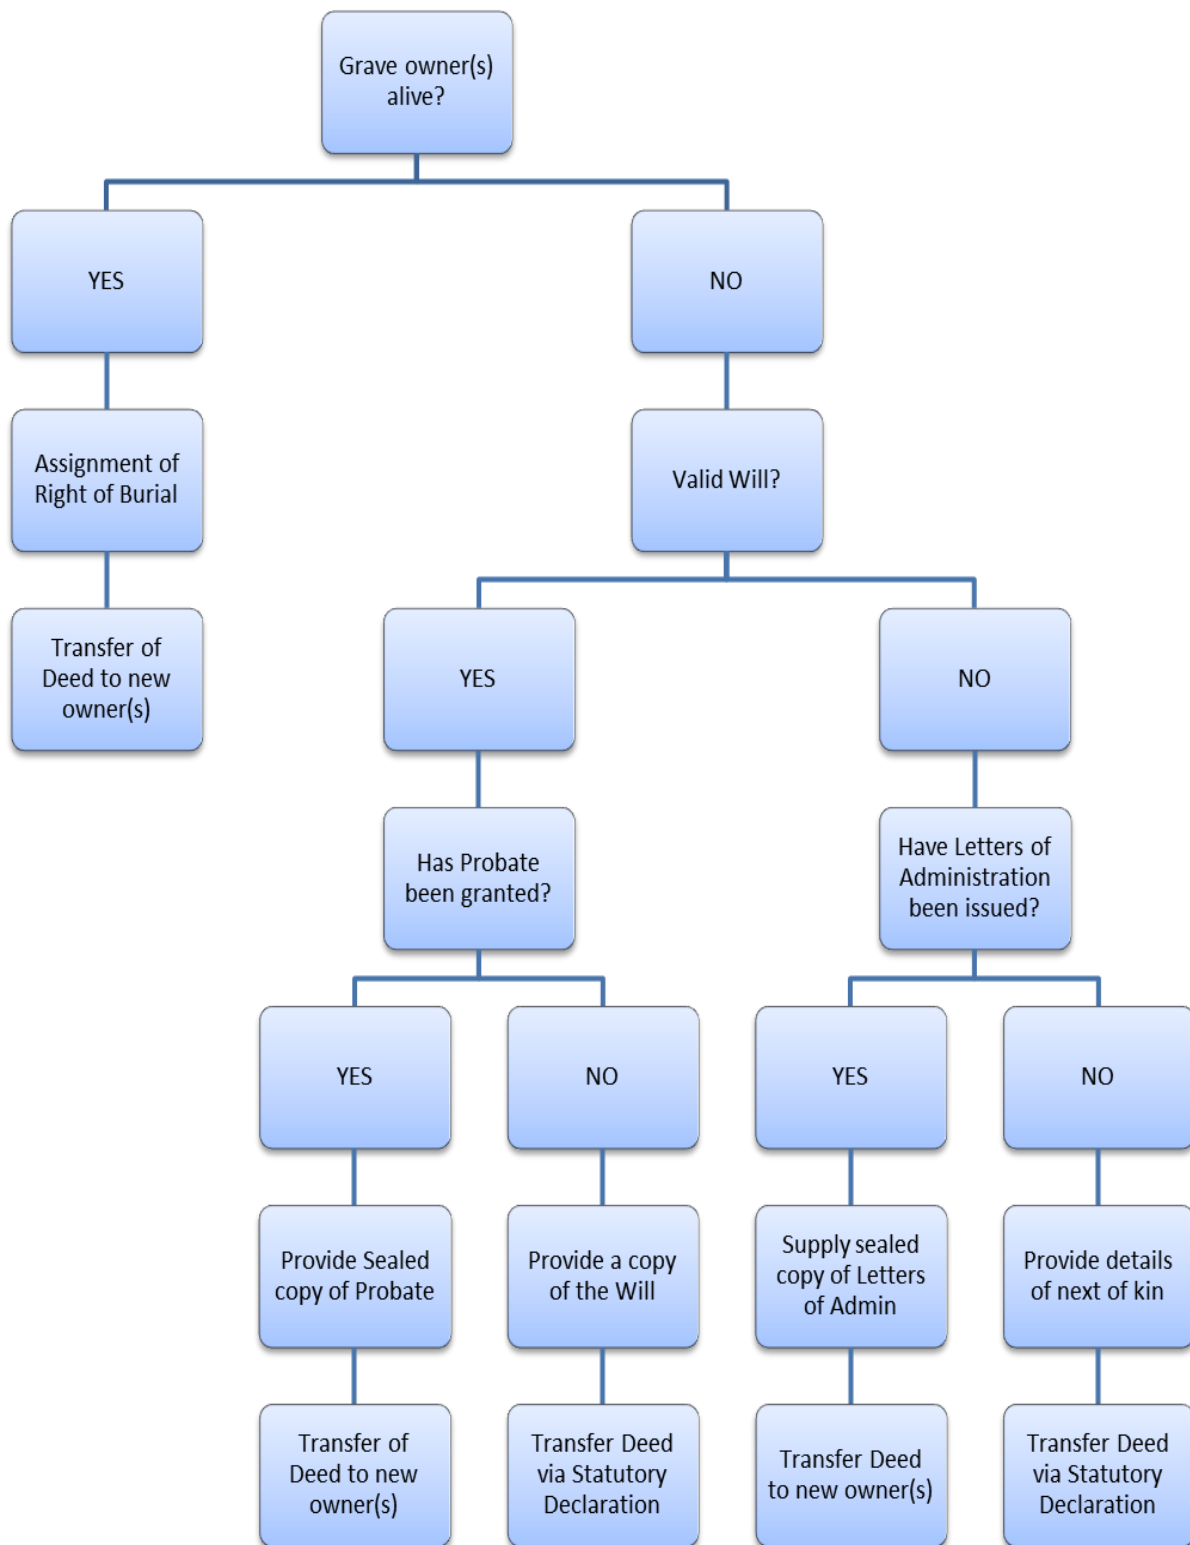 Grave owner(s)
alive?
YES
NO
Assignment of
Right of Burial
Valid Will?
Transfer of
Deed to new
owner(s)
YES
NO
Has Probate
been granted?
Have Letters of
Administration
been issued?
YES
NO
YES
NO
Provide Sealed
copy of Probate
Provide a copy
of the Will
Supply sealed
copy of Letters
of Admin
Provide details
of next of kin
Transfer of
Deed to new
owner(s)
Transfer Deed
via Statutory
Declaration
Transfer Deed
to new owner(s)
Transfer Deed
via Statutory
Declaration